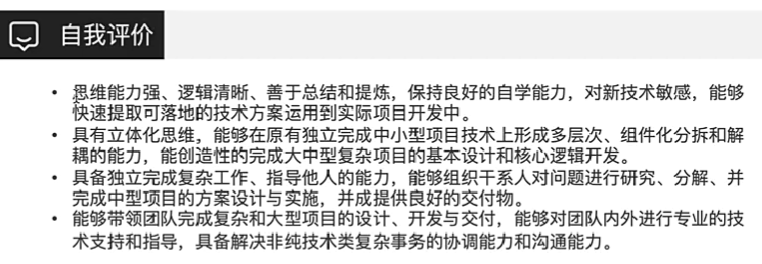 自我评价
• 思维能力强、逻辑清晰、善于总结和提炼，保持良好的自学能力，对新技术敏感，能够
快速提取可落地的技术方案运用到实际项目开发中。
• 具有立体化思维，能够在原有独立完成中小型项目技术上形成多层次、组件化分拆和解
耦的能力，能创造性的完成大中型复杂项目的基本设计和核心逻辑开发。
• 具备独立完成复杂工作、指导他人的能力，能够组织干系人对问题进行研究、分解、并
完成中型项目的方案设计与实施，并成提供良好的交付物。
• 能够带领团队完成复杂和大型项目的设计、开发与交付，能够对团队内外进行专业的技
术支持和指导，具备解决非纯技术类复杂事务的协调能力和沟通能力。